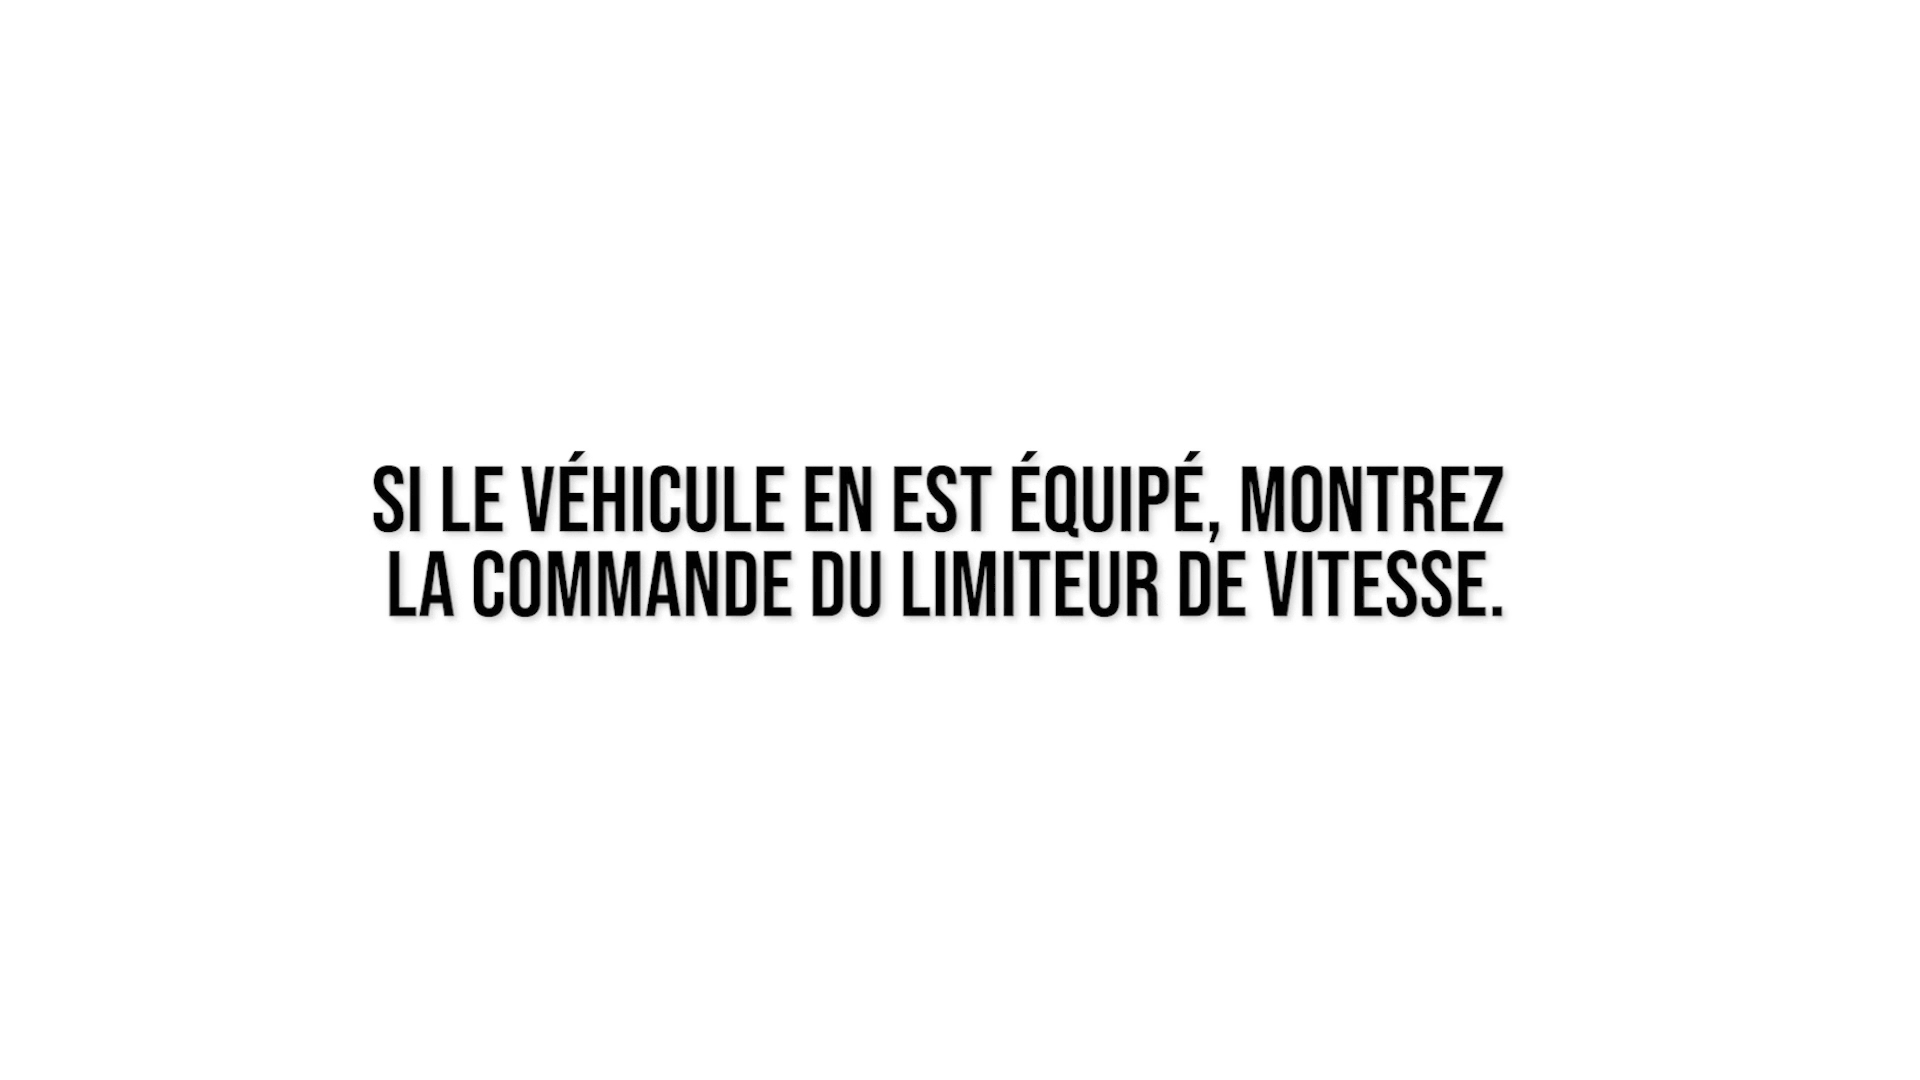 SI LE VÉHICULE EN EST ÉQUIPÉ, MONTREZ
LA COMMANDE DU LIMITEUR DE VITESSE.